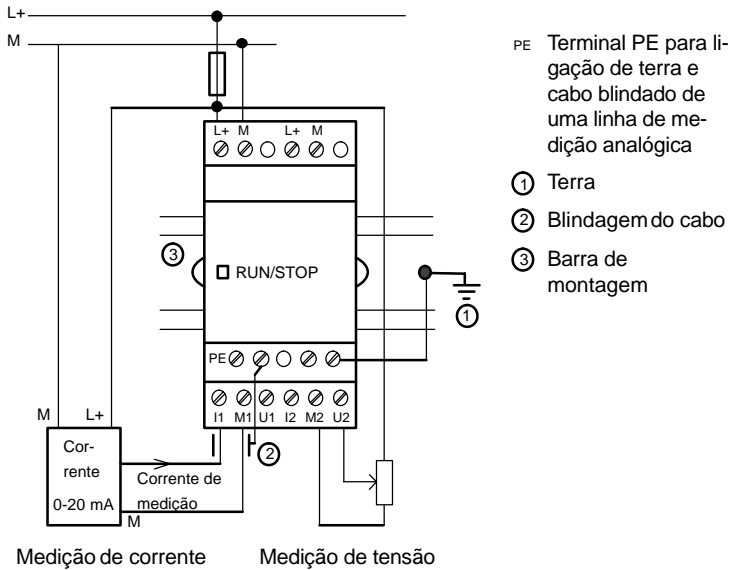 L+
M
L+ M L+ M
3
RUN/STOP
1
PE
I1 M1 U1 I2 M2 U2
2
M L+
Cor-
rente
0-20 mA
Corrente de
medição
M
Medição de corrente
Medição de tensão
PE Terminal PE para li-
gação de terra e
cabo blindado de
uma linha de me-
dição analógica
1 Terra
2 Blindagem do cabo
3 Barra de
montagem